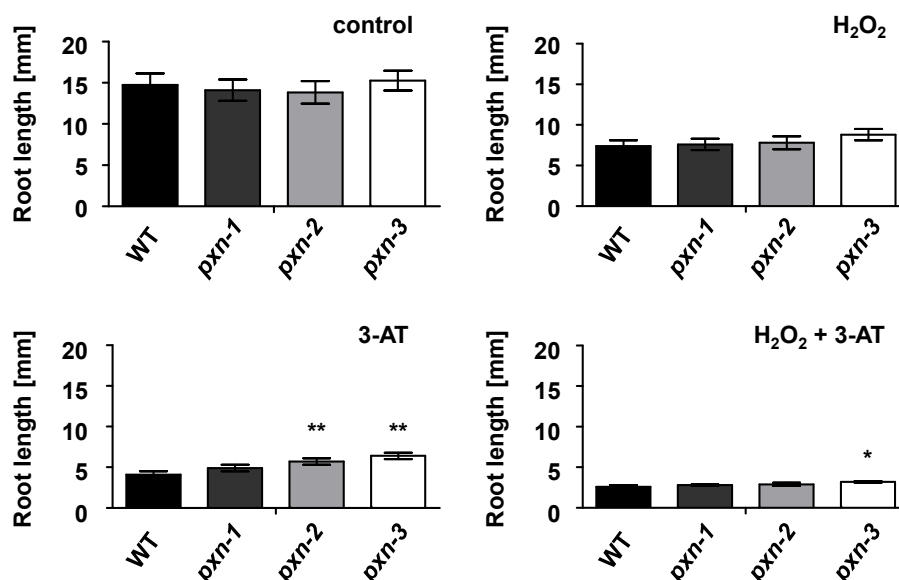 control
Root length [mm]
20
15
10
5
0
WT
pxn-1
pxn-2
pxn-3
H₂O₂
Root length [mm]
20
15
10
5
0
WT
pxn-1
pxn-2
pxn-3
3-AT
Root length [mm]
20
15
10
5
0
**
**
WT
pxn-1
pxn-2
pxn-3
H₂O₂ + 3-AT
Root length [mm]
20
15
10
5
0
*
WT
pxn-1
pxn-2
pxn-3